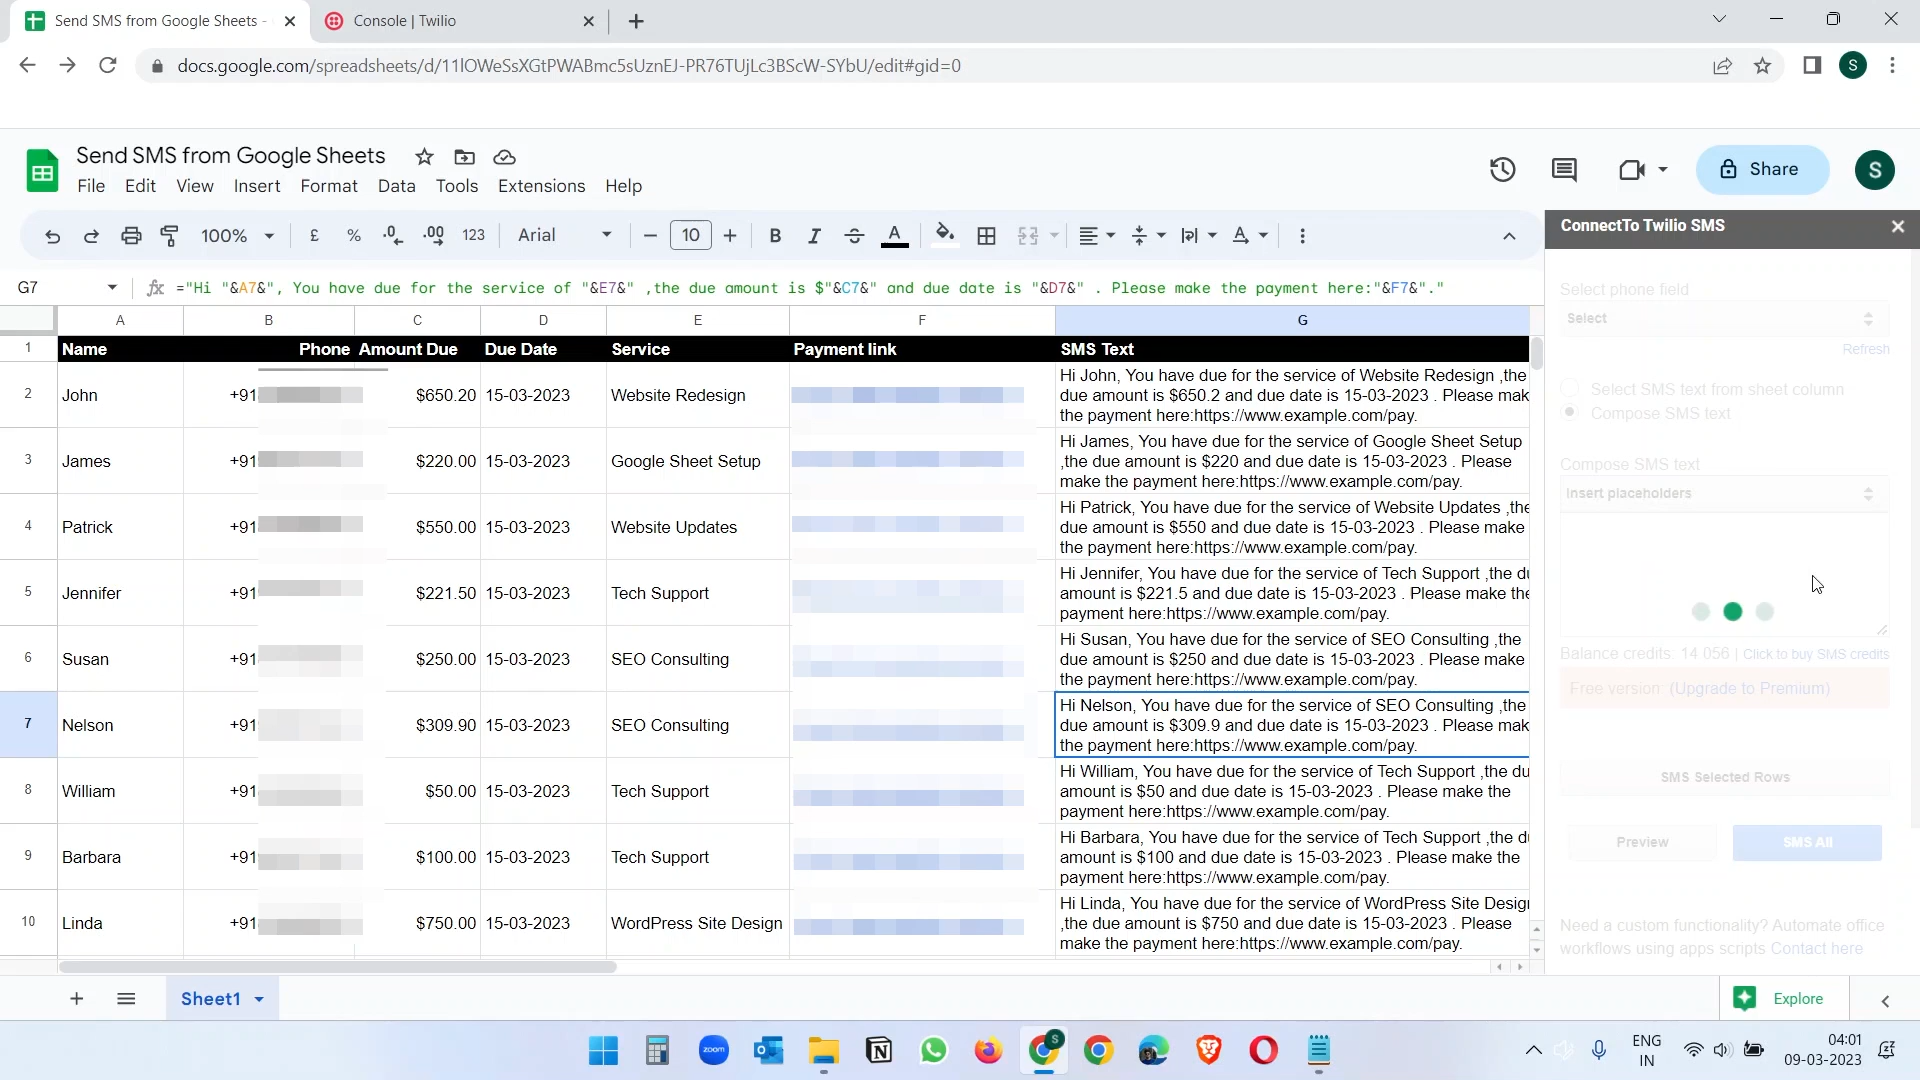 Send SMS from Google Sheets -
Console | Twilio
docs.google.com/spreadsheets/d/11lOWeSsXGtPWABmc5sUznEJ-PR76TUjLc3BScW-SYbU/edit#gid=0
S
Send SMS from Google Sheets
File Edit View Insert Format Data Tools Extensions Help
Share
S
100% £ % .0 .00 123 Arial 10 B I S A
ConnectTo Twilio SMS
G7
="Hi "&A7&", You have due for the service of "&E7&" ,the due amount is $"&C7&" and due date is "&D7&" . Please make the payment here:"&F7&"."
A B C D E F G
1 Name Phone Amount Due Due Date Service Payment link SMS Text
2 John +91 $650.20 15-03-2023 Website Redesign
Hi John, You have due for the service of Website Redesign ,the
due amount is $650.2 and due date is 15-03-2023 . Please mak
the payment here:https://www.example.com/pay.
3 James +91 $220.00 15-03-2023 Google Sheet Setup
Hi James, You have due for the service of Google Sheet Setup
,the due amount is $220 and due date is 15-03-2023 . Please
make the payment here:https://www.example.com/pay.
4 Patrick +91 $550.00 15-03-2023 Website Updates
Hi Patrick, You have due for the service of Website Updates ,the
due amount is $550 and due date is 15-03-2023 . Please make
the payment here:https://www.example.com/pay.
5 Jennifer +91 $221.50 15-03-2023 Tech Support
Hi Jennifer, You have due for the service of Tech Support ,the du
amount is $221.5 and due date is 15-03-2023 . Please make the
payment here:https://www.example.com/pay.
6 Susan +91 $250.00 15-03-2023 SEO Consulting
Hi Susan, You have due for the service of SEO Consulting ,the
due amount is $250 and due date is 15-03-2023 . Please make
the payment here:https://www.example.com/pay.
7 Nelson +91 $309.90 15-03-2023 SEO Consulting
Hi Nelson, You have due for the service of SEO Consulting ,the
due amount is $309.9 and due date is 15-03-2023 . Please mak
the payment here:https://www.example.com/pay.
8 William +91 $50.00 15-03-2023 Tech Support
Hi William, You have due for the service of Tech Support ,the du
amount is $50 and due date is 15-03-2023 . Please make the
payment here:https://www.example.com/pay.
9 Barbara +91 $100.00 15-03-2023 Tech Support
Hi Barbara, You have due for the service of Tech Support ,the d
amount is $100 and due date is 15-03-2023 . Please make the
payment here:https://www.example.com/pay.
10 Linda +91 $750.00 15-03-2023 WordPress Site Design
Hi Linda, You have due for the service of WordPress Site Desig
,the due amount is $750 and due date is 15-03-2023 . Please
make the payment here:https://www.example.com/pay.
Select phone field
Select
Refresh
Select SMS text from sheet column
Compose SMS text
Compose SMS text
Insert placeholders
Balance credits: 14 056 | Click to buy SMS credits
Free version (Upgrade to Premium)
SMS Selected Rows
Preview SMS All
Need a custom functionality? Automate office
workflows using apps scripts Contact here
Sheet1
Explore
zoom
S
ENG
IN
04:01
09-03-2023